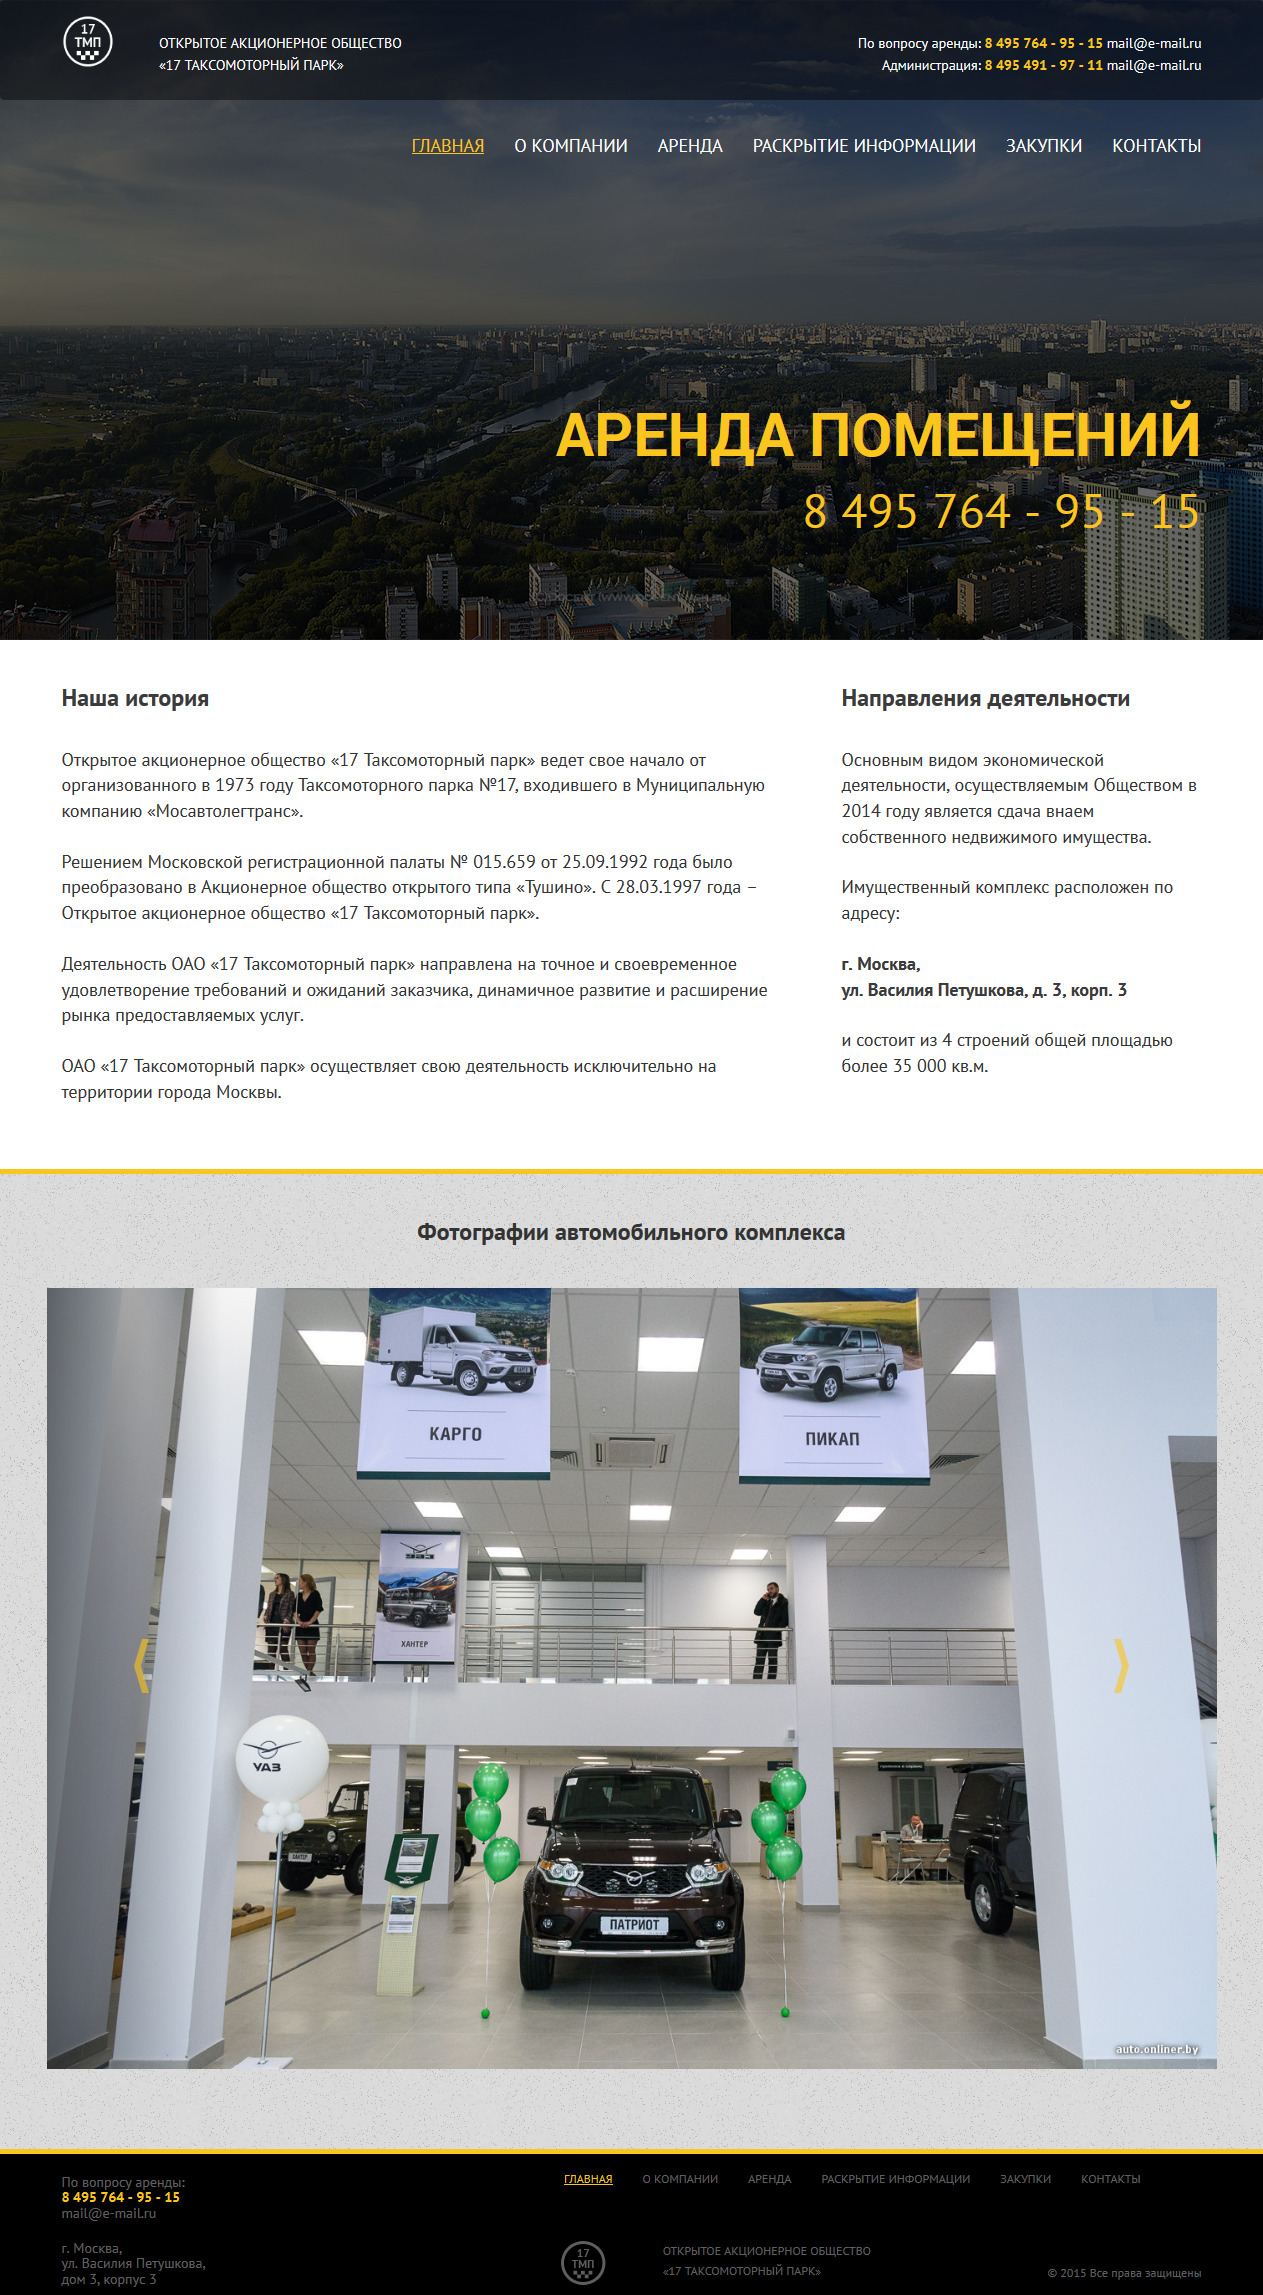 17
ТМП
ОТКРЫТОЕ АКЦИОНЕРНОЕ ОБЩЕСТВО
«17 ТАКСОМОТОРНЫЙ ПАРК»
По вопросу аренды: 8 495 764 - 95 - 15 mail@e-mail.ru
Администрация: 8 495 491 - 97 - 11 mail@e-mail.ru
ГЛАВНАЯ О КОМПАНИИ АРЕНДА РАСКРЫТИЕ ИНФОРМАЦИИ ЗАКУПКИ КОНТАКТЫ
АРЕНДА ПОМЕЩЕНИЙ
8 495 764 - 95 - 15
Наша история
Открытое акционерное общество «17 Таксомоторный парк» ведет свое начало от
организованного в 1973 году Таксомоторного парка №17, входившего в Муниципальную
компанию «Мосавтолегтранс».
Решением Московской регистрационной палаты № 015.659 от 25.09.1992 года было
преобразовано в Акционерное общество открытого типа «Тушино». С 28.03.1997 года –
Открытое акционерное общество «17 Таксомоторный парк».
Деятельность ОАО «17 Таксомоторный парк» направлена на точное и своевременное
удовлетворение требований и ожиданий заказчика, динамичное развитие и расширение
рынка предоставляемых услуг.
ОАО «17 Таксомоторный парк» осуществляет свою деятельность исключительно на
территории города Москвы.
Направления деятельности
Основным видом экономической
деятельности, осуществляемым Обществом в
2014 году является сдача внаем
собственного недвижимого имущества.
Имущественный комплекс расположен по
адресу:
г. Москва,
ул. Василия Петушкова, д. 3, корп. 3
и состоит из 4 строений общей площадью
более 35 000 кв.м.
Фотографии автомобильного комплекса
КАРГО
ПИКАП
ХАНТЕР
УАЗ
ХАНТЕР
ПАТРИОТ
auto.onliner.by
По вопросу аренды:
8 495 764 - 95 - 15
mail@e-mail.ru
г. Москва,
ул. Василия Петушкова,
дом 3, корпус 3
ГЛАВНАЯ О КОМПАНИИ АРЕНДА РАСКРЫТИЕ ИНФОРМАЦИИ ЗАКУПКИ КОНТАКТЫ
17
ТМП
ОТКРЫТОЕ АКЦИОНЕРНОЕ ОБЩЕСТВО
«17 ТАКСОМОТОРНЫЙ ПАРК»
© 2015 Все права защищены